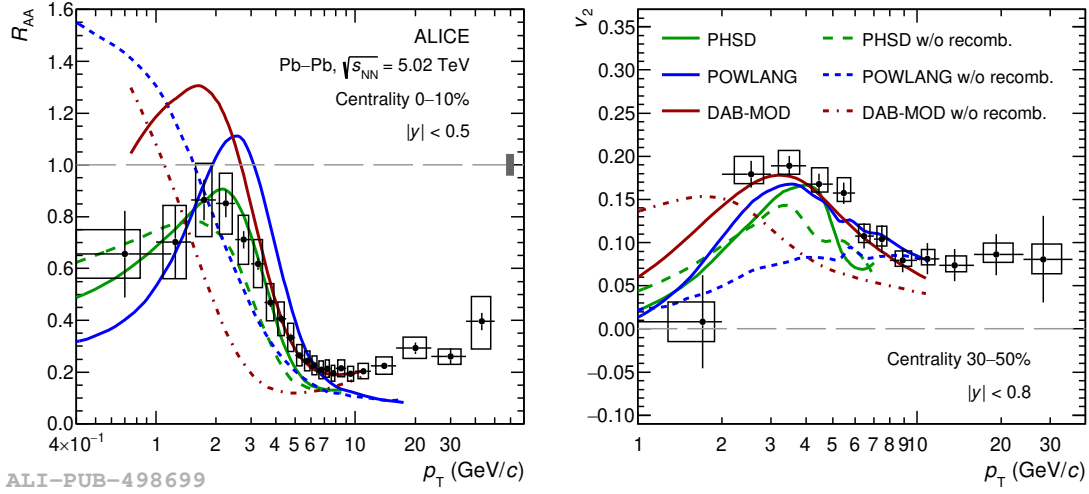 R_AA
1.6
1.4
1.2
1.0
0.8
0.6
0.4
0.2
0.0
ALICE
Pb–Pb, √s_NN = 5.02 TeV
Centrality 0–10%
|y| < 0.5
4×10⁻¹ 1 2 3 4 5 6 7 10 20 30
p_T (GeV/c)
v_2
0.35
0.30
0.25
0.20
0.15
0.10
0.05
0.00
−0.05
−0.10
PHSD PHSD w/o recomb.
POWLANG POWLANG w/o recomb.
DAB-MOD DAB-MOD w/o recomb.
Centrality 30–50%
|y| < 0.8
1 2 3 4 5 6 7 8 9 10 20 30
p_T (GeV/c)
ALI-PUB-498699